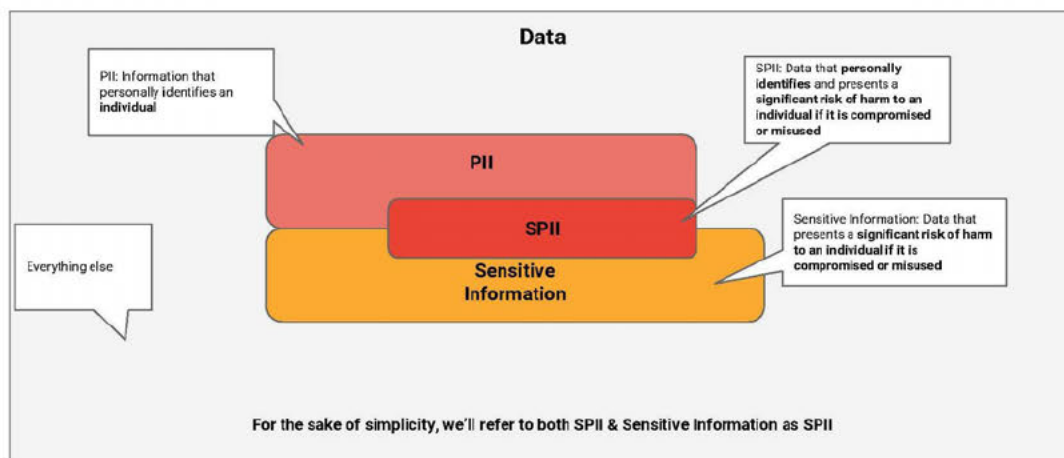 Data
PII: Information that
personally identifies an
individual
SPII: Data that personally
identifies and presents a
significant risk of harm to an
individual if it is compromised
or misused
PII
SPII
Sensitive Information: Data that
presents a significant risk of harm
to an individual if it is
compromised or misused
Everything else
Sensitive
Information
For the sake of simplicity, we'll refer to both SPII & Sensitive Information as SPII